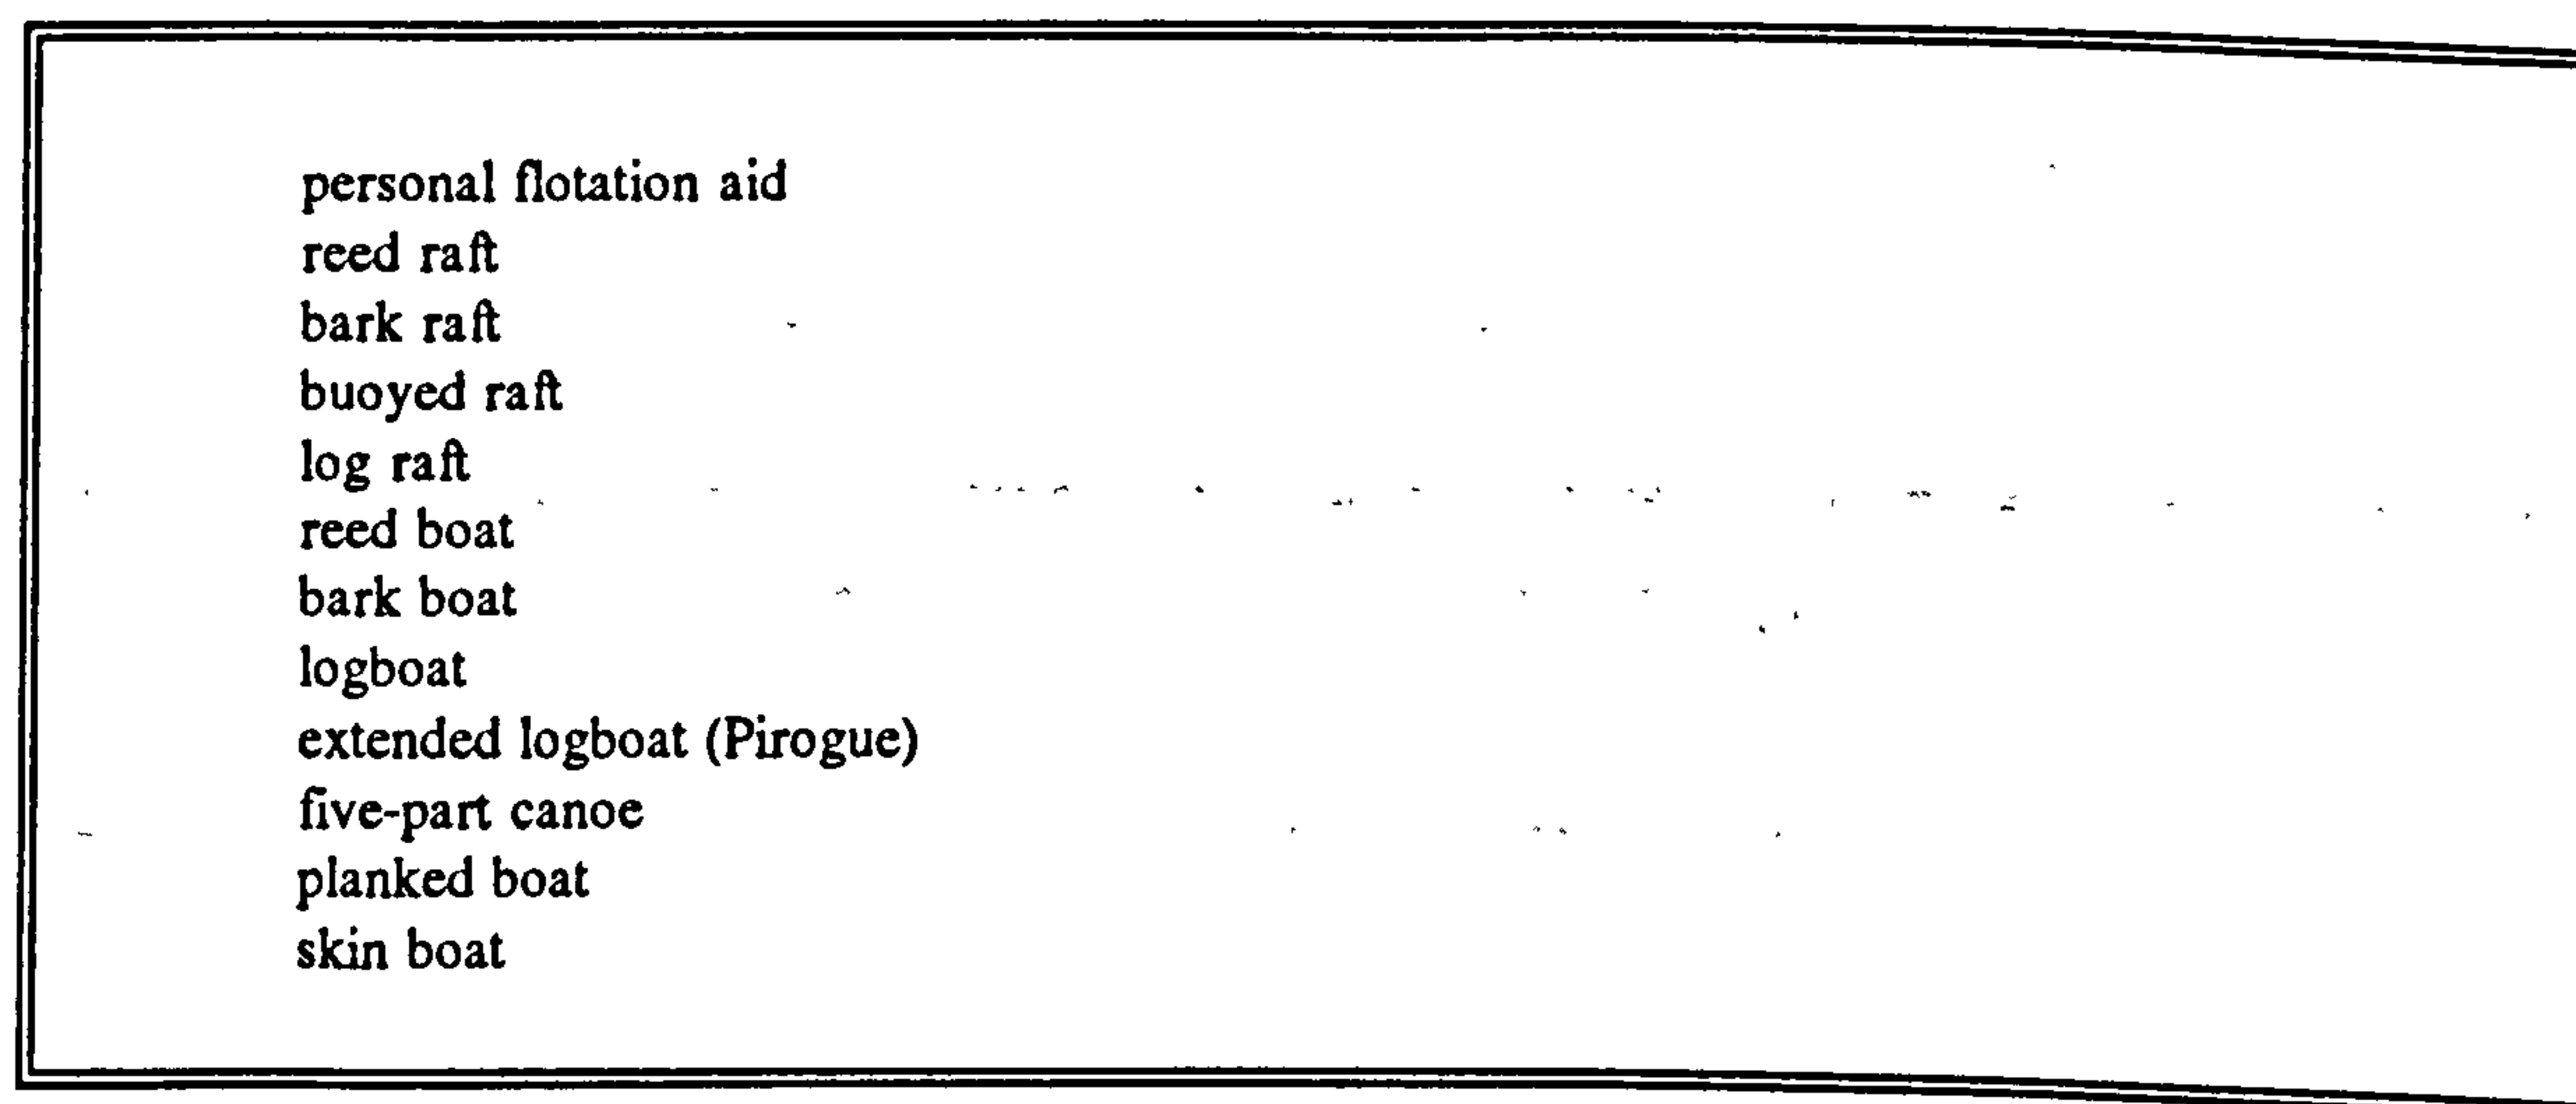 personal flotation aid
reed raft
bark raft
buoyed raft
log raft
reed boat
bark boat
logboat
extended logboat (Pirogue)
five-part canoe
planked boat
skin boat